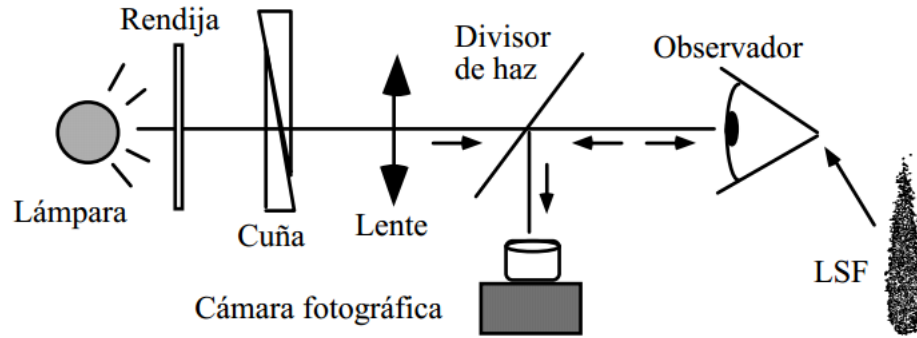 Rendija
Divisor
de haz
Observador
Lámpara
Cuña
Lente
LSF
Cámara fotográfica